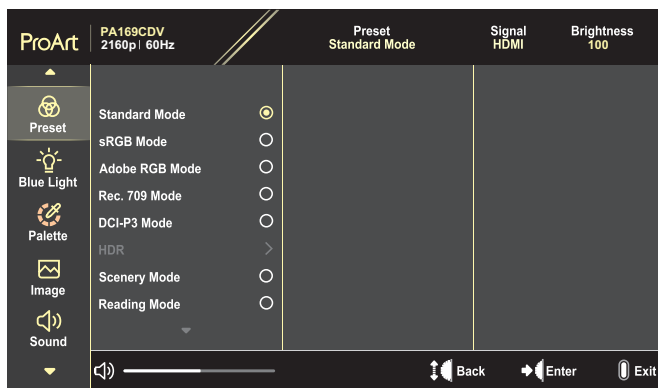 ProArt
PA169CDV
2160p| 60Hz
Preset
Standard Mode
Signal
HDMI
Brightness
100
Preset
Blue Light
Palette
Image
Sound
Standard Mode
sRGB Mode
Adobe RGB Mode
Rec. 709 Mode
DCI-P3 Mode
HDR
Scenery Mode
Reading Mode
Back
Enter
Exit